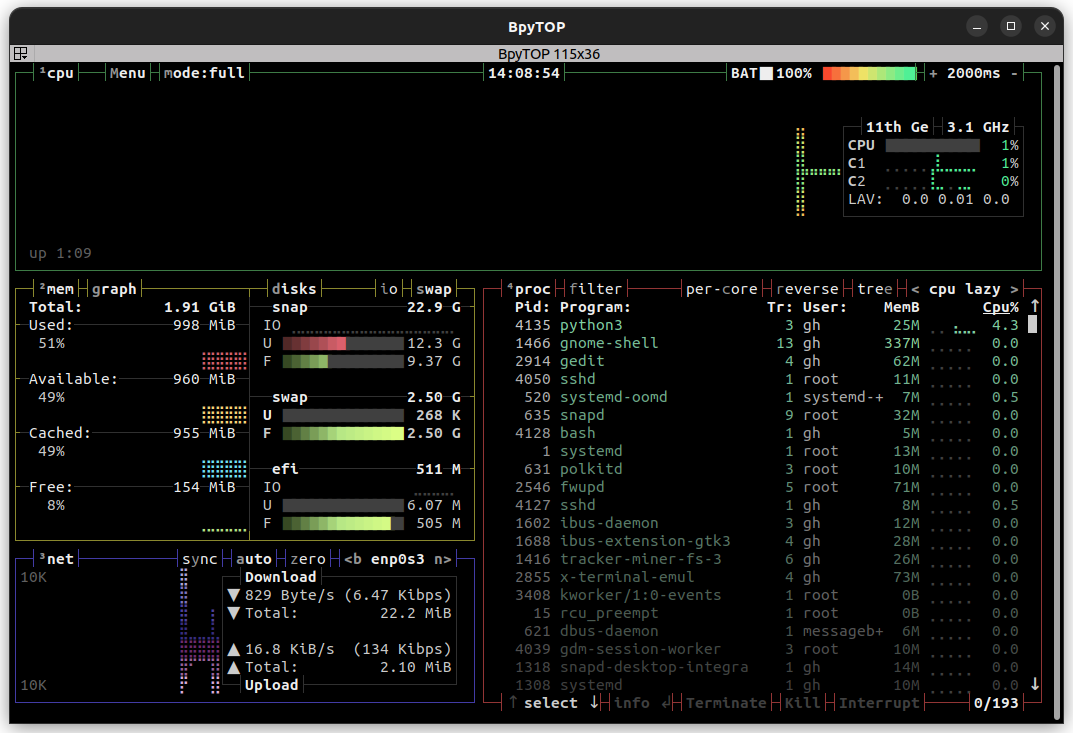 BpyTOP
BpyTOP 115x36
¹cpu Menu mode:full 14:08:54 BAT 100% + 2000ms -
11th Ge 3.1 GHz
CPU 1%
C1 1%
C2 0%
LAV: 0.0 0.01 0.0
up 1:09
²mem graph
Total: 1.91 GiB
Used: 998 MiB
51%
Available: 960 MiB
49%
Cached: 955 MiB
49%
Free: 154 MiB
8%
disks io swap
snap 22.9 G
IO
U 12.3 G
F 9.37 G
swap 2.50 G
U 268 K
F 2.50 G
efi 511 M
IO
U 6.07 M
F 505 M
³net sync auto zero <b enp0s3 n>
10K
Download
▼ 829 Byte/s (6.47 Kibps)
▼ Total: 22.2 MiB
▲ 16.8 KiB/s (134 Kibps)
▲ Total: 2.10 MiB
10K
Upload
⁴proc filter per-core reverse tree < cpu lazy >
Pid: Program: Tr: User: MemB Cpu% ↑
4135 python3 3 gh 25M 4.3
1466 gnome-shell 13 gh 337M 0.0
2914 gedit 4 gh 62M 0.0
4050 sshd 1 root 11M 0.0
520 systemd-oomd 1 systemd-+ 7M 0.5
635 snapd 9 root 32M 0.0
4128 bash 1 gh 5M 0.0
1 systemd 1 root 13M 0.0
631 polkitd 3 root 10M 0.0
2546 fwupd 5 root 71M 0.0
4127 sshd 1 gh 8M 0.5
1602 ibus-daemon 3 gh 12M 0.0
1688 ibus-extension-gtk3 4 gh 28M 0.0
1416 tracker-miner-fs-3 6 gh 26M 0.0
2855 x-terminal-emul 4 gh 73M 0.0
3408 kworker/1:0-events 1 root 0B 0.0
15 rcu_preempt 1 root 0B 0.0
621 dbus-daemon 1 messageb+ 6M 0.0
4039 gdm-session-worker 3 root 10M 0.0
1318 snapd-desktop-integra 1 gh 14M 0.0
1308 systemd 1 gh 10M 0.0 ↓
↑ select ↓ info ↲ Terminate Kill Interrupt 0/193